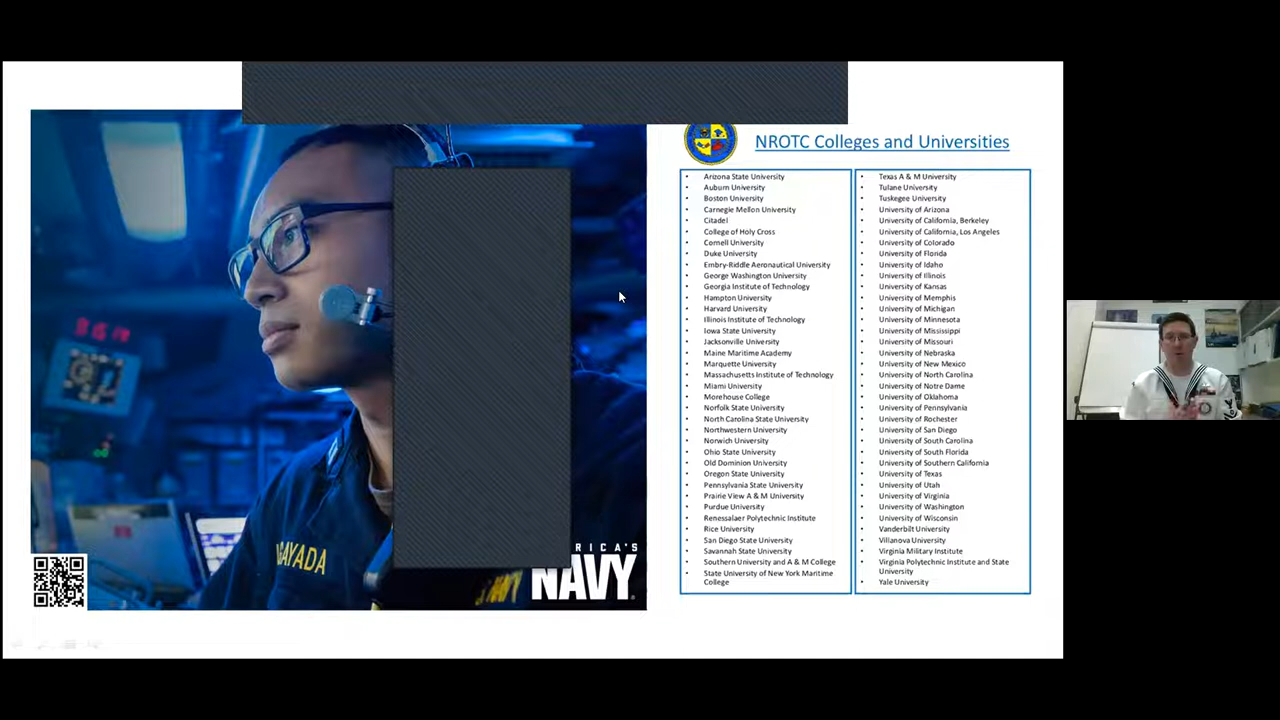 NROTC Colleges and Universities
• Arizona State University
• Auburn University
• Boston University
• Carnegie Mellon University
• Citadel
• College of Holy Cross
• Cornell University
• Duke University
• Embry-Riddle Aeronautical University
• George Washington University
• Georgia Institute of Technology
• Hampton University
• Harvard University
• Illinois Institute of Technology
• Iowa State University
• Jacksonville University
• Maine Maritime Academy
• Marquette University
• Massachusetts Institute of Technology
• Miami University
• Morehouse College
• Norfolk State University
• North Carolina State University
• Northwestern University
• Norwich University
• Ohio State University
• Old Dominion University
• Oregon State University
• Pennsylvania State University
• Prairie View A & M University
• Purdue University
• Renessalaer Polytechnic Institute
• Rice University
• San Diego State University
• Savannah State University
• Southern University and A & M College
• State University of New York Maritime
College
• Texas A & M University
• Tulane University
• Tuskegee University
• University of Arizona
• University of California, Berkeley
• University of California, Los Angeles
• University of Colorado
• University of Florida
• University of Idaho
• University of Illinois
• University of Kansas
• University of Memphis
• University of Michigan
• University of Minnesota
• University of Mississippi
• University of Missouri
• University of Nebraska
• University of New Mexico
• University of North Carolina
• University of Notre Dame
• University of Oklahoma
• University of Pennsylvania
• University of Rochester
• University of San Diego
• University of South Carolina
• University of South Florida
• University of Southern California
• University of Texas
• University of Utah
• University of Virginia
• University of Washington
• University of Wisconsin
• Vanderbilt University
• Villanova University
• Virginia Military Institute
• Virginia Polytechnic Institute and State
University
• Yale University
GAYADA
RICA'S
NAVY